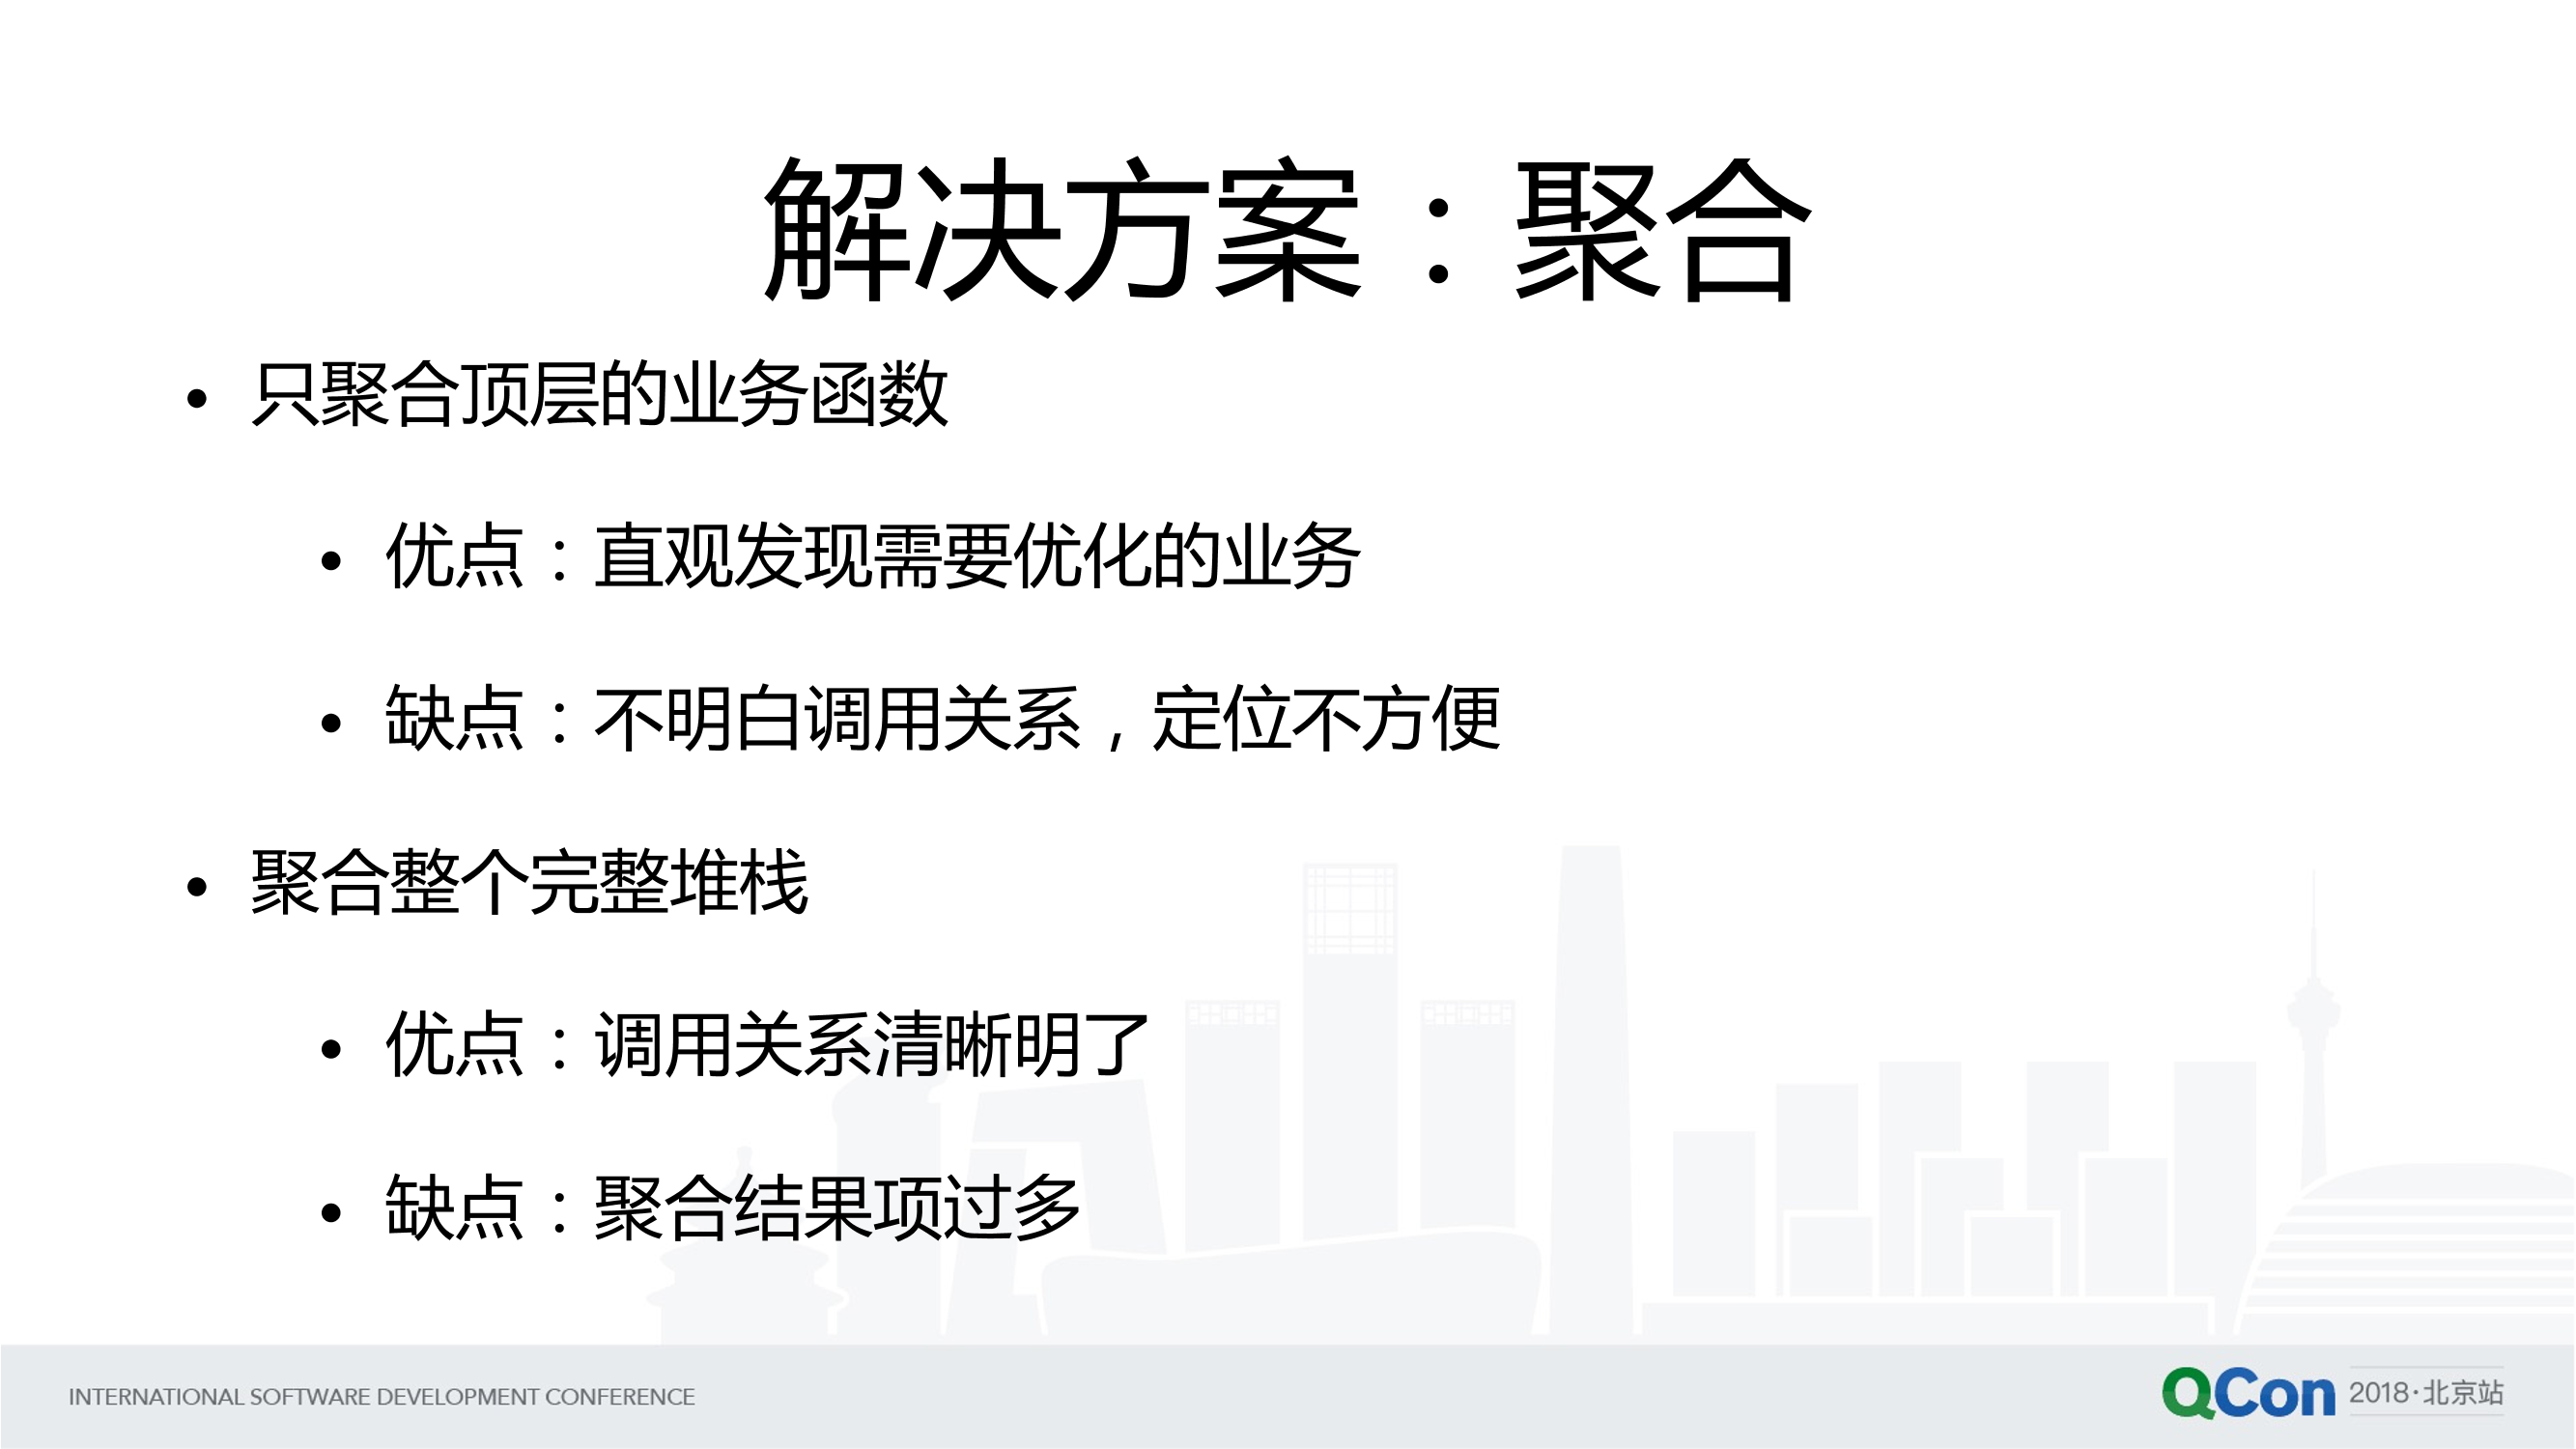 解决方案：聚合
• 只聚合顶层的业务函数
• 优点：直观发现需要优化的业务
• 缺点：不明白调用关系，定位不方便
• 聚合整个完整堆栈
• 优点：调用关系清晰明了
• 缺点：聚合结果项过多
INTERNATIONAL SOFTWARE DEVELOPMENT CONFERENCE
QCon 2018·北京站